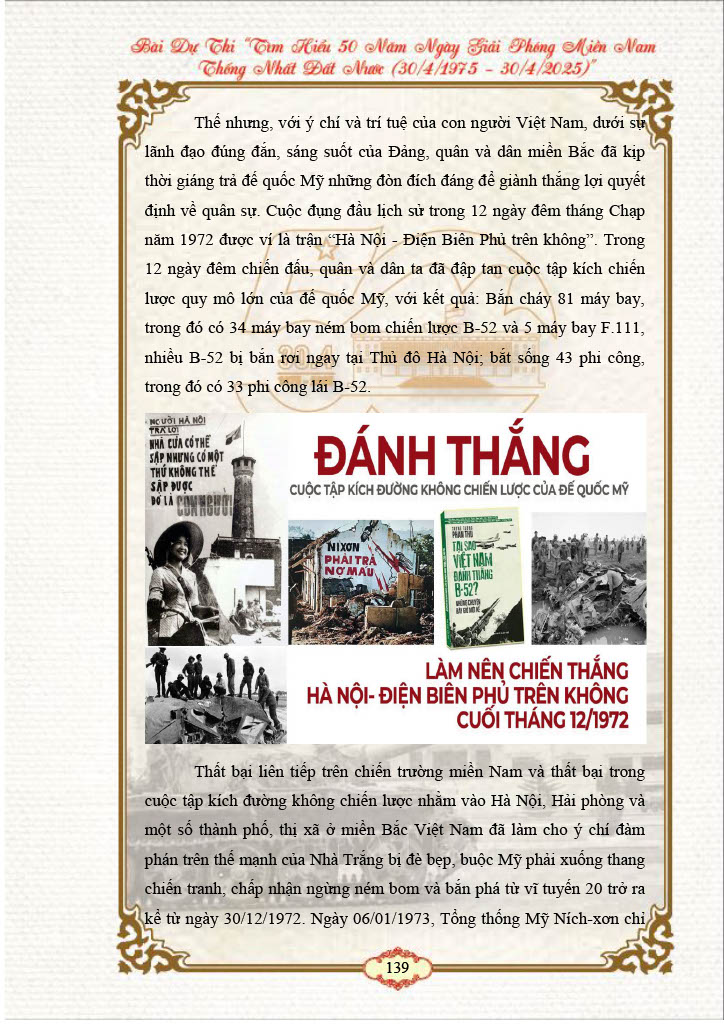 Bài Dự Thi “Tìm Hiểu 50 Năm Ngày Giải Phóng Miền Nam
Thống Nhất Đất Nước (30/4/1975 – 30/4/2025)”
Thế nhưng, với ý chí và trí tuệ của con người Việt Nam, dưới sự
lãnh đạo đúng đắn, sáng suốt của Đảng, quân và dân miền Bắc đã kịp
thời giáng trả đế quốc Mỹ những đòn đích đáng để giành thắng lợi quyết
định về quân sự. Cuộc đụng đầu lịch sử trong 12 ngày đêm tháng Chạp
năm 1972 được ví là trận “Hà Nội - Điện Biên Phủ trên không”. Trong
12 ngày đêm chiến đấu, quân và dân ta đã đập tan cuộc tập kích chiến
lược quy mô lớn của đế quốc Mỹ, với kết quả: Bắn cháy 81 máy bay,
trong đó có 34 máy bay ném bom chiến lược B-52 và 5 máy bay F.111,
nhiều B-52 bị bắn rơi ngay tại Thủ đô Hà Nội; bắt sống 43 phi công,
trong đó có 33 phi công lái B-52.
30.4
NGƯỜI HÀ NỘI
TRẢ LỜI
NHÀ CỬA CÓ THỂ
SẬP NHƯNG CÓ MỘT
THỨ KHÔNG THỂ
SẬP ĐƯỢC
ĐÓ LÀ CON NGƯỜI
ĐÁNH THẮNG
CUỘC TẬP KÍCH ĐƯỜNG KHÔNG CHIẾN LƯỢC CỦA ĐẾ QUỐC MỸ
NIXON
PHẢI TRẢ
NỢ MÁU
PHAN THU
TẠI SAO
VIỆT NAM
ĐÁNH THẮNG
B-52?
NHỮNG CHUYỆN
BÂY GIỜ MỚI KỂ
LÀM NÊN CHIẾN THẮNG
HÀ NỘI- ĐIỆN BIÊN PHỦ TRÊN KHÔNG
CUỐI THÁNG 12/1972
Thất bại liên tiếp trên chiến trường miền Nam và thất bại trong
cuộc tập kích đường không chiến lược nhằm vào Hà Nội, Hải phòng và
một số thành phố, thị xã ở miền Bắc Việt Nam đã làm cho ý chí đàm
phán trên thế mạnh của Nhà Trắng bị đè bẹp, buộc Mỹ phải xuống thang
chiến tranh, chấp nhận ngừng ném bom và bắn phá từ vĩ tuyến 20 trở ra
kể từ ngày 30/12/1972. Ngày 06/01/1973, Tổng thống Mỹ Ních-xơn chỉ
139